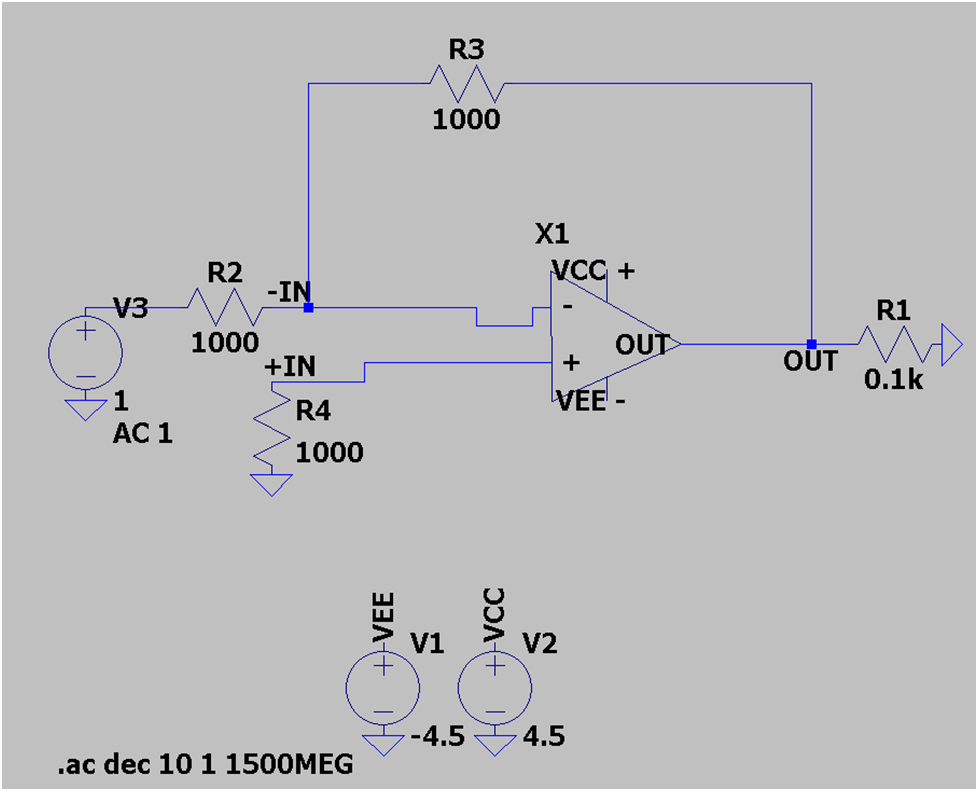 R3
1000
X1
VCC +
R2
-IN
V3
-
R1
1000
OUT
OUT
+IN
+
0.1k
R4
VEE -
1
AC 1
1000
VEE
VCC
V1
V2
-4.5
4.5
.ac dec 10 1 1500MEG